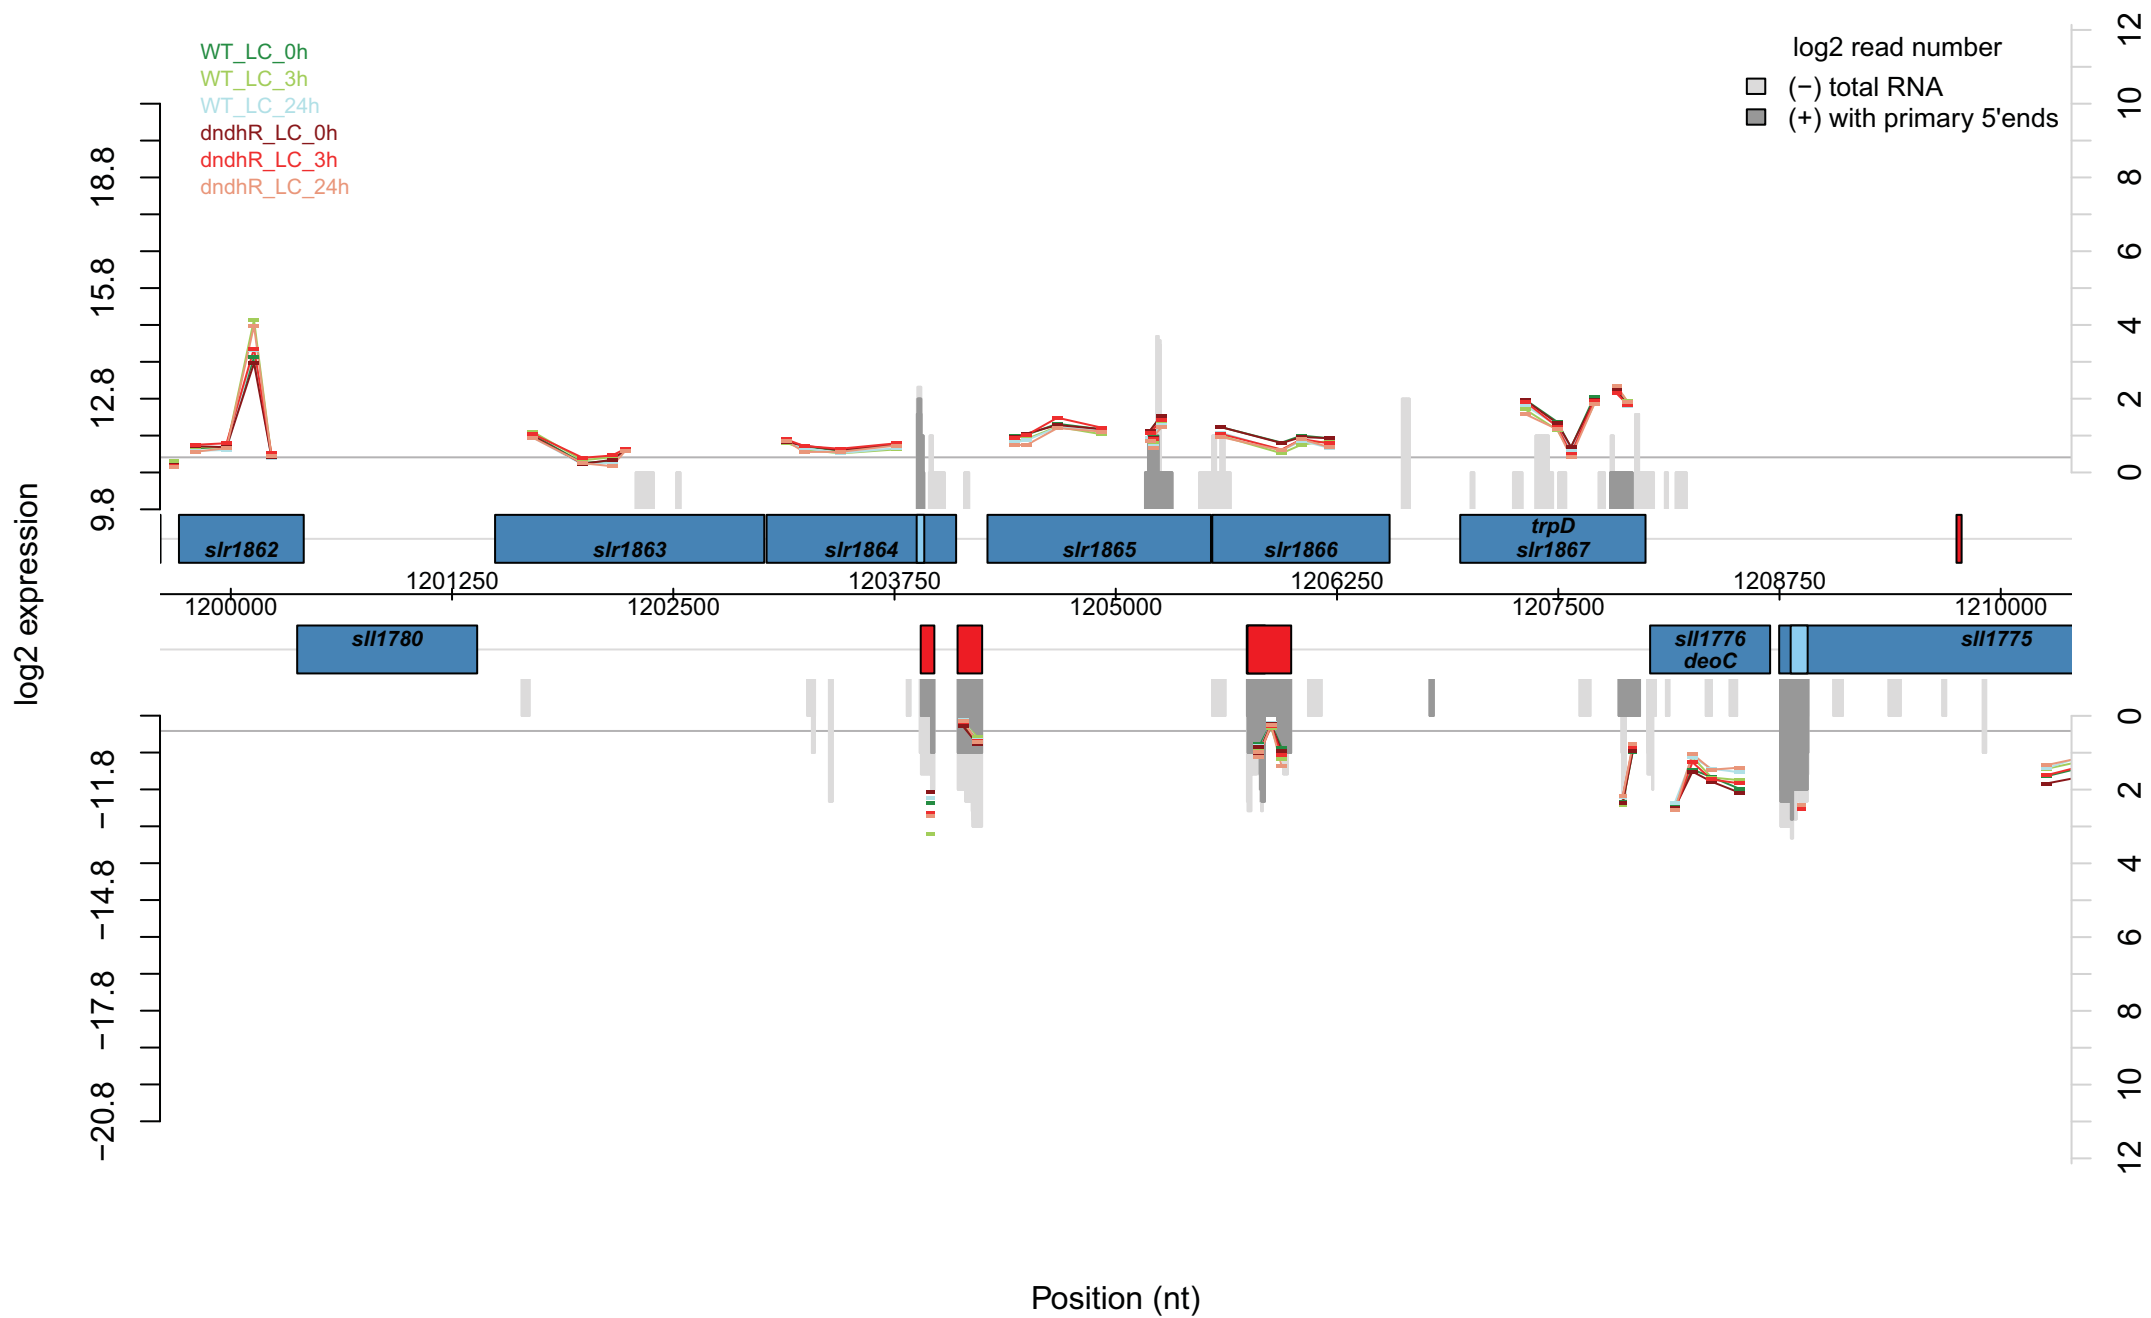 WT_LC_0h
WT_LC_3h
WT_LC_24h
dndhR_LC_0h
dndhR_LC_3h
dndhR_LC_24h
log2 read number
(−) total RNA
(+) with primary 5'ends
log2 expression
18.8
15.8
12.8
9.8
12
10
8
6
4
2
0
slr1862
slr1863
slr1864
slr1865
slr1866
trpD
slr1867
1201250
1203750
1206250
1208750
1200000
1202500
1205000
1207500
1210000
sll1780
sll1776
deoC
sll1775
−11.8
−14.8
−17.8
−20.8
0
2
4
6
8
10
12
Position (nt)